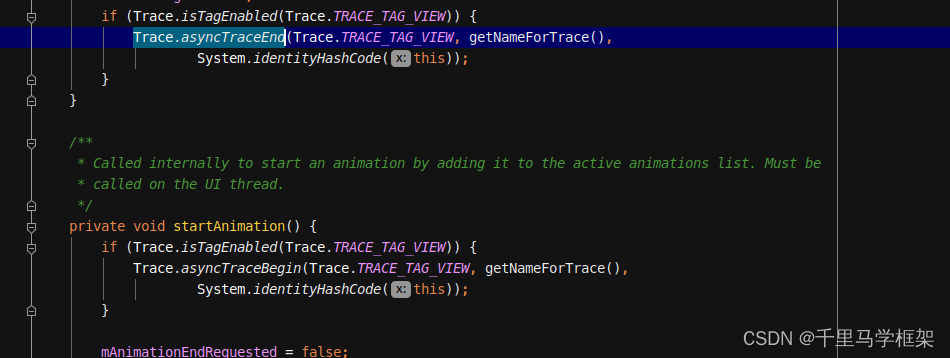 if (Trace.isTagEnabled(Trace.TRACE_TAG_VIEW)) {
Trace.asyncTraceEnd(Trace.TRACE_TAG_VIEW, getNameForTrace(),
System.identityHashCode( x: this));
}
}
/**
* Called internally to start an animation by adding it to the active animations list. Must be
* called on the UI thread.
*/
private void startAnimation() {
if (Trace.isTagEnabled(Trace.TRACE_TAG_VIEW)) {
Trace.asyncTraceBegin(Trace.TRACE_TAG_VIEW, getNameForTrace(),
System.identityHashCode( x: this));
}
mAnimationEndRequested = false;
CSDN @千里马学框架